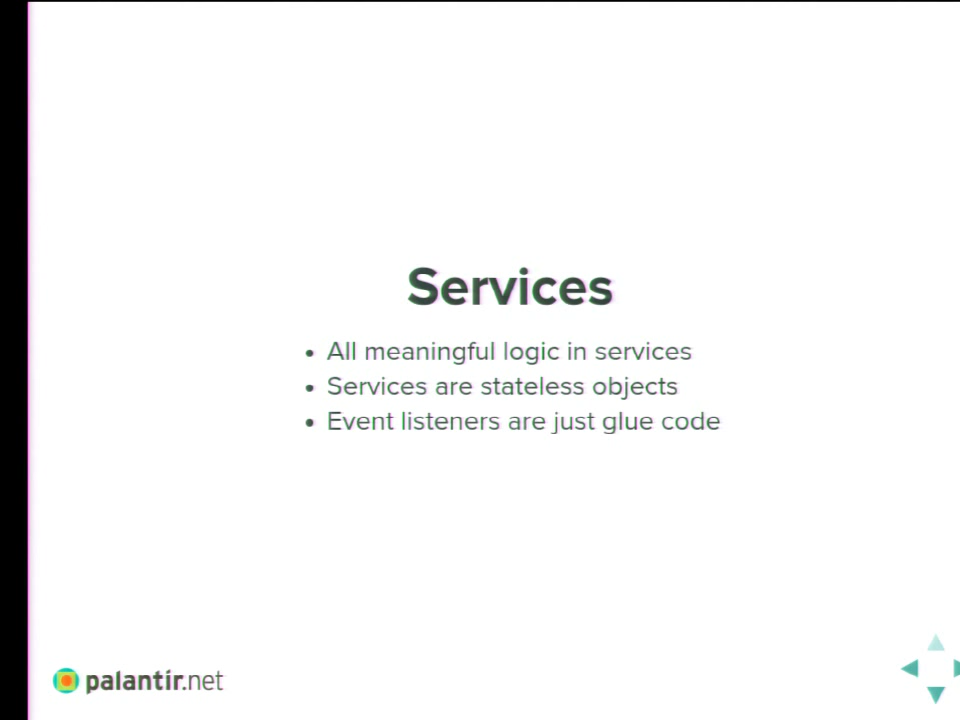 Services
• All meaningful logic in services
• Services are stateless objects
• Event listeners are just glue code
palantir.net